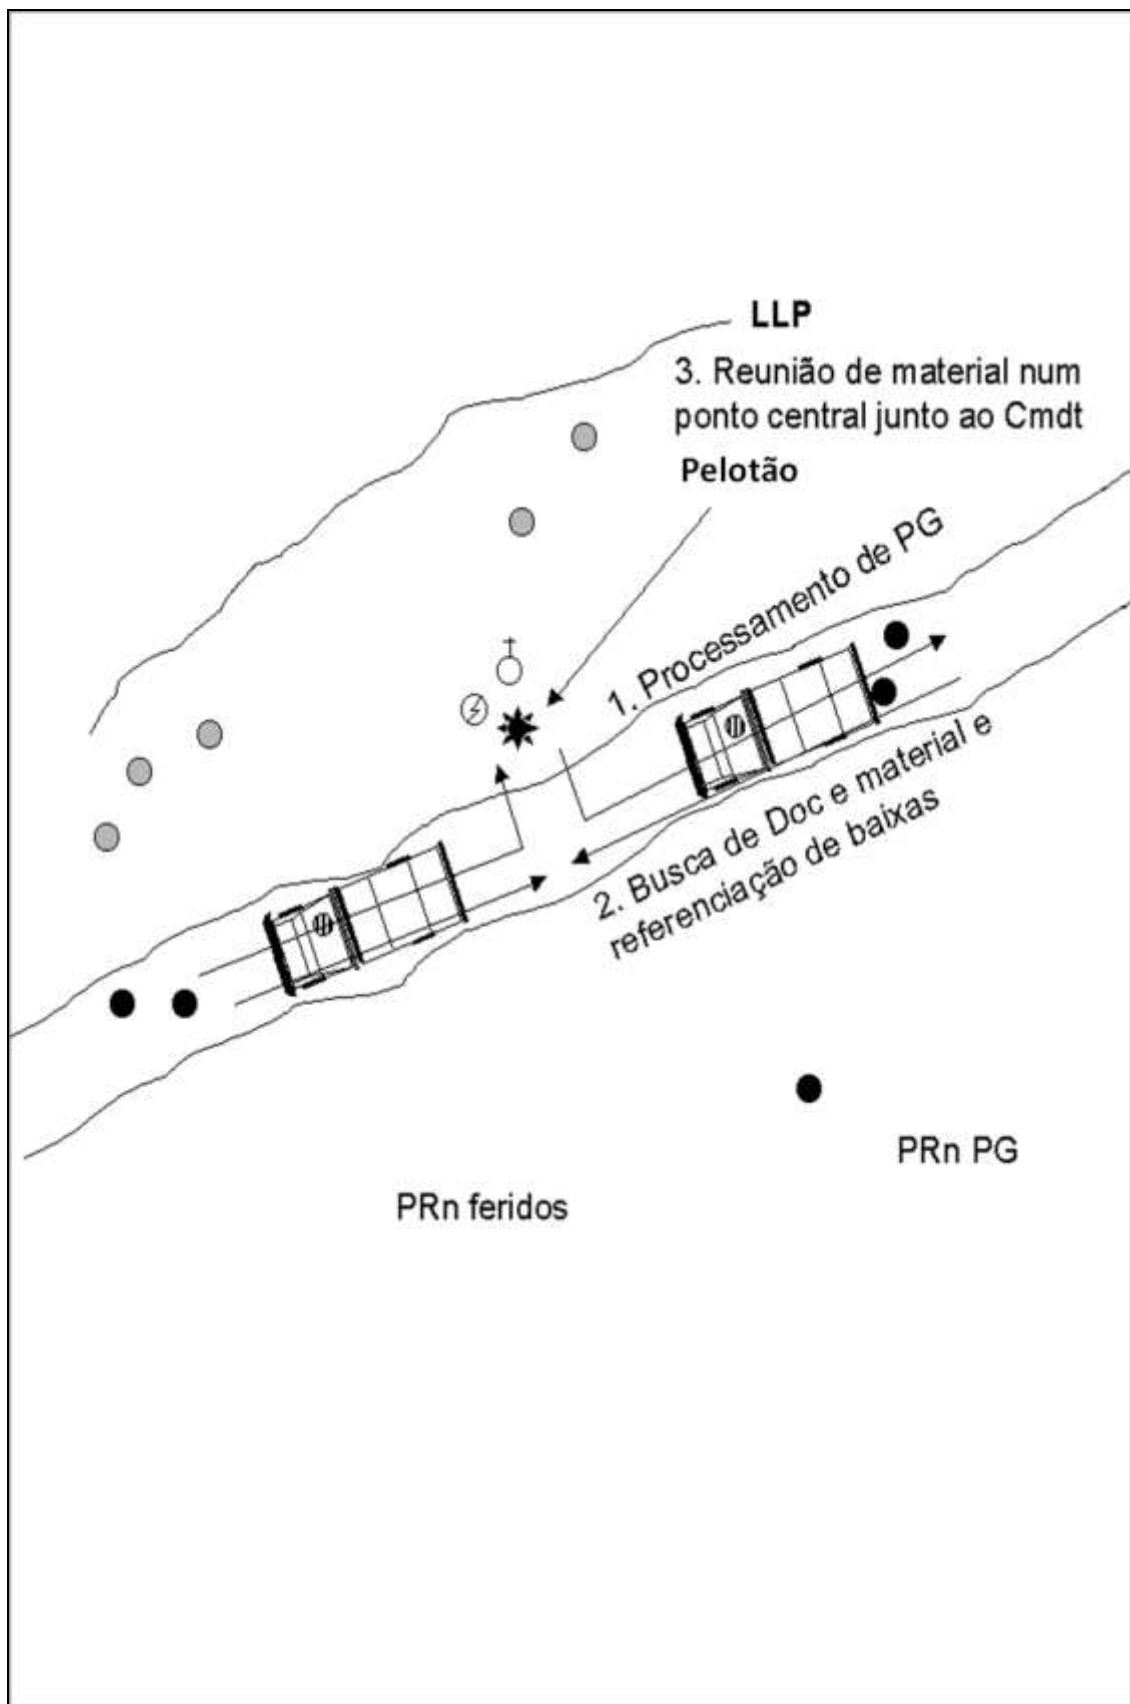 LLP
3. Reunião de material num
ponto central junto ao Cmdt
Pelotão
1. Processamento de PG
2. Busca de Doc e material e
referenciação de baixas
PRn PG
PRn feridos